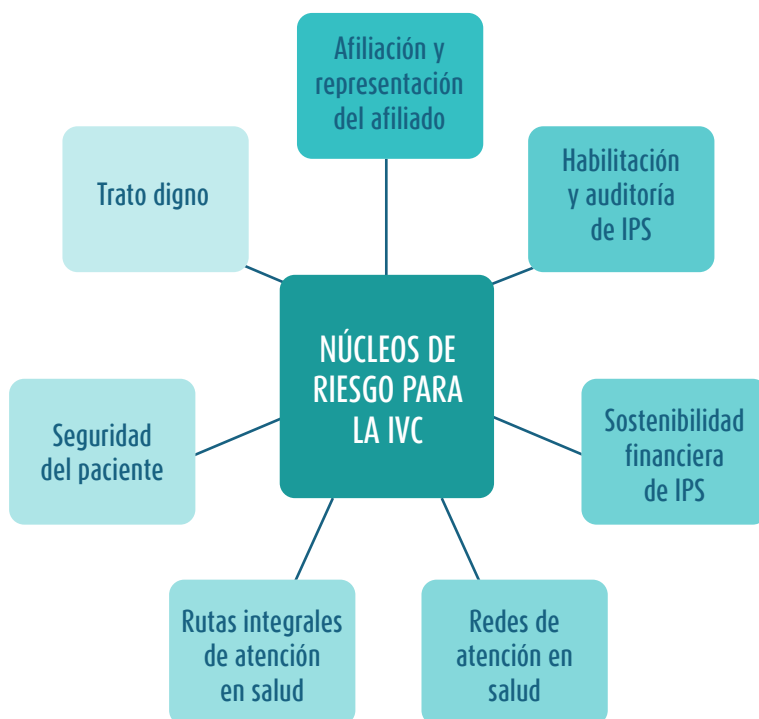 Afiliación y
representación
del afiliado
Trato digno
Habilitación
y auditoría
de IPS
NÚCLEOS DE
RIESGO PARA
LA IVC
Seguridad
del paciente
Sostenibilidad
financiera
de IPS
Rutas integrales
de atención
en salud
Redes de
atención en
salud